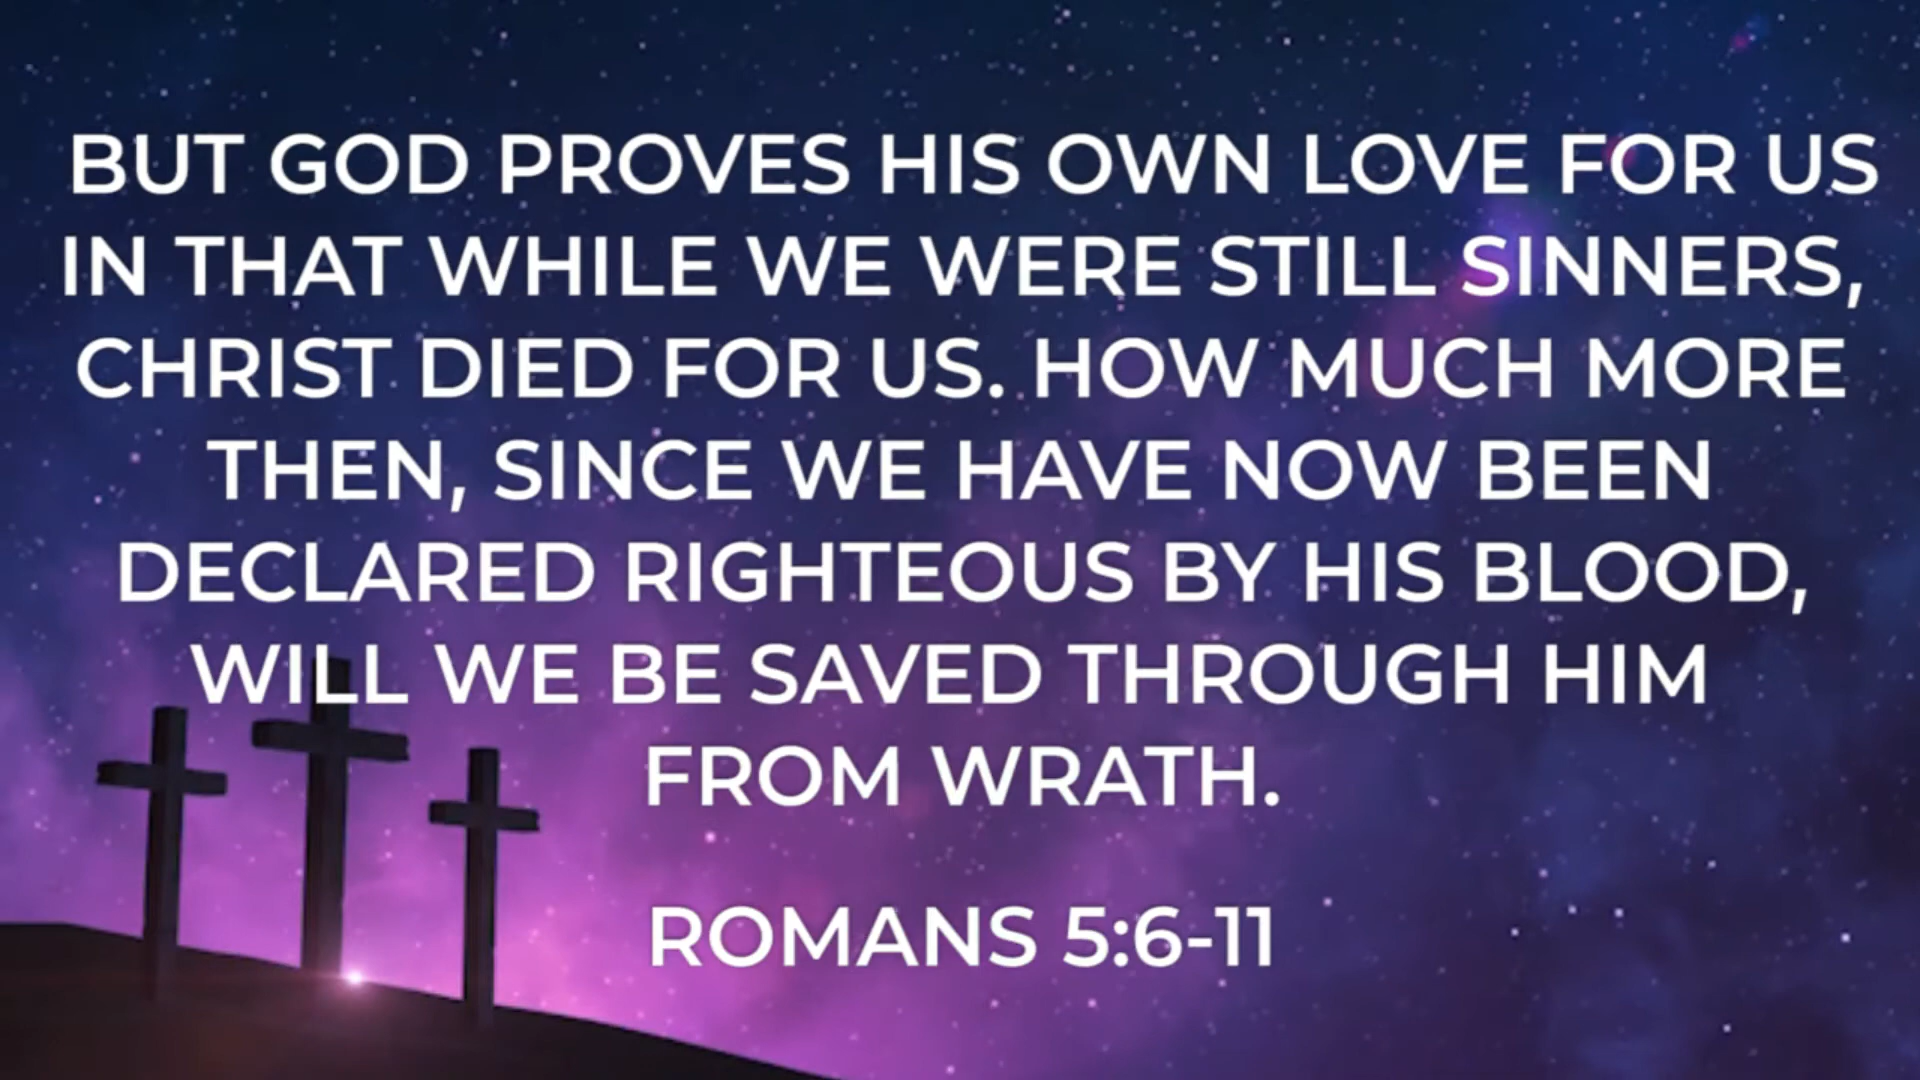 BUT GOD PROVES HIS OWN LOVE FOR US
IN THAT WHILE WE WERE STILL SINNERS,
CHRIST DIED FOR US. HOW MUCH MORE
THEN, SINCE WE HAVE NOW BEEN
DECLARED RIGHTEOUS BY HIS BLOOD,
WILL WE BE SAVED THROUGH HIM
FROM WRATH.
ROMANS 5:6-11